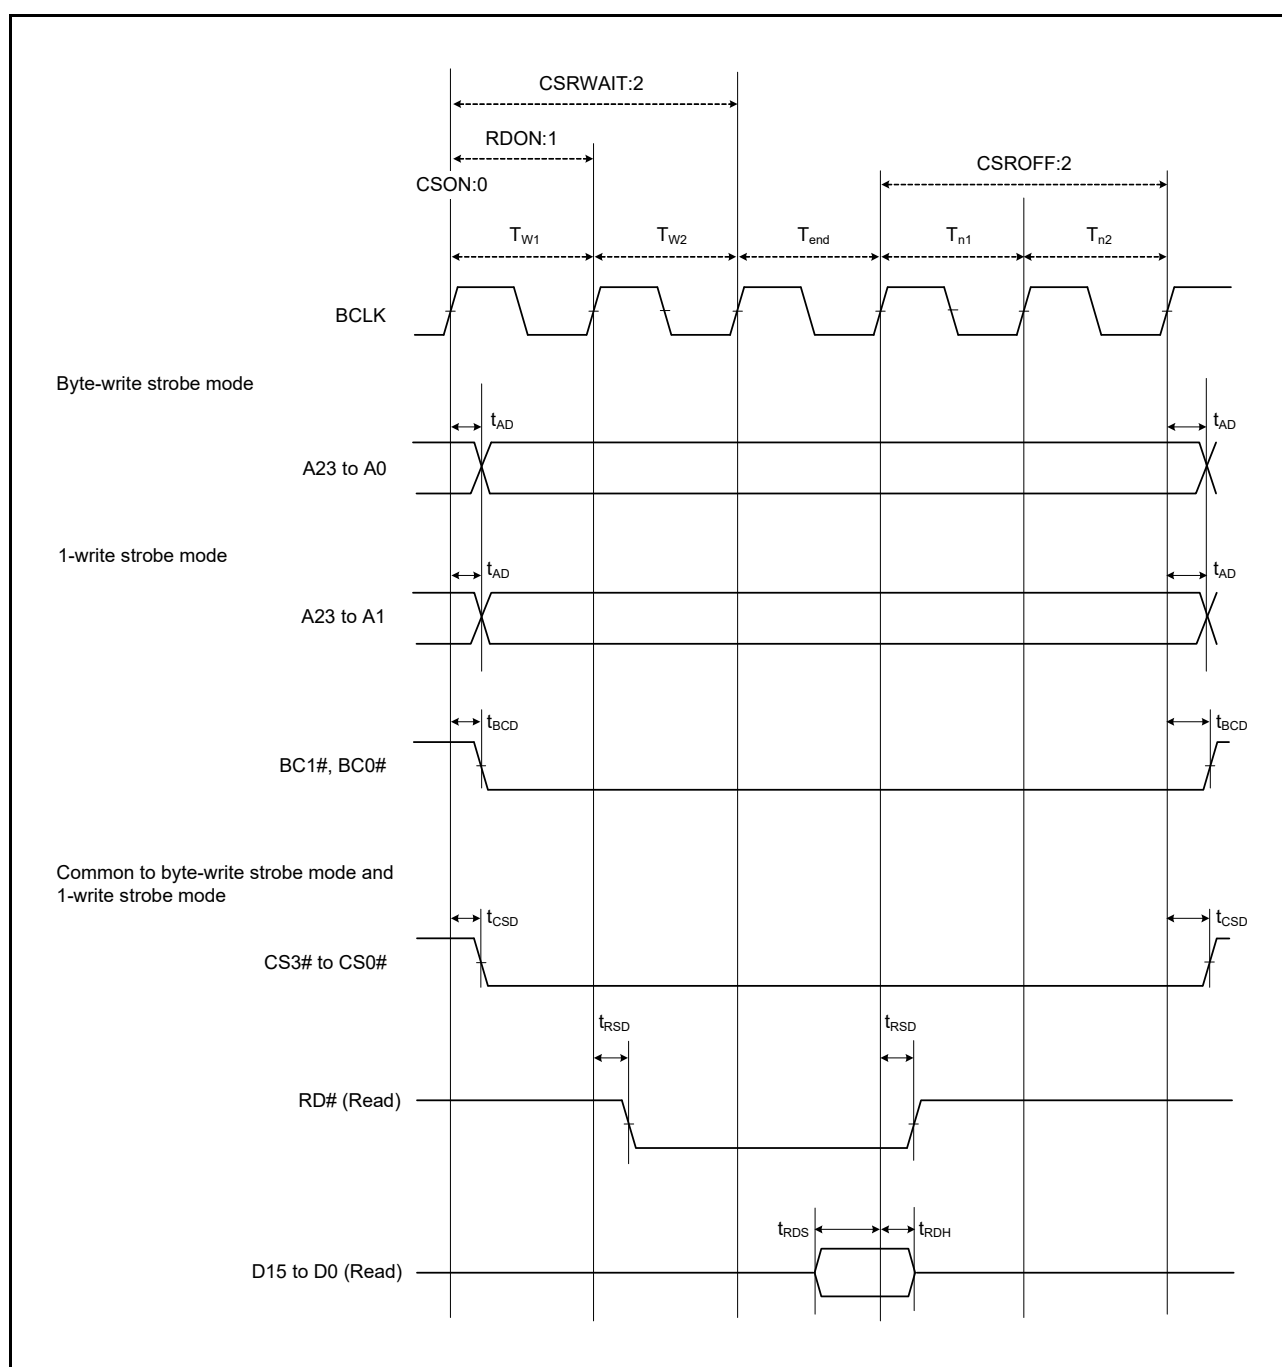 CSRWAIT:2
RDON:1
CSON:0
CSROFF:2
TW1 TW2 Tend Tn1 Tn2
BCLK
Byte-write strobe mode
tAD tAD
A23 to A0
1-write strobe mode
tAD tAD
A23 to A1
tBCD tBCD
BC1#, BC0#
Common to byte-write strobe mode and
1-write strobe mode
tCSD tCSD
CS3# to CS0#
tRSD tRSD
RD# (Read)
tRDS tRDH
D15 to D0 (Read)